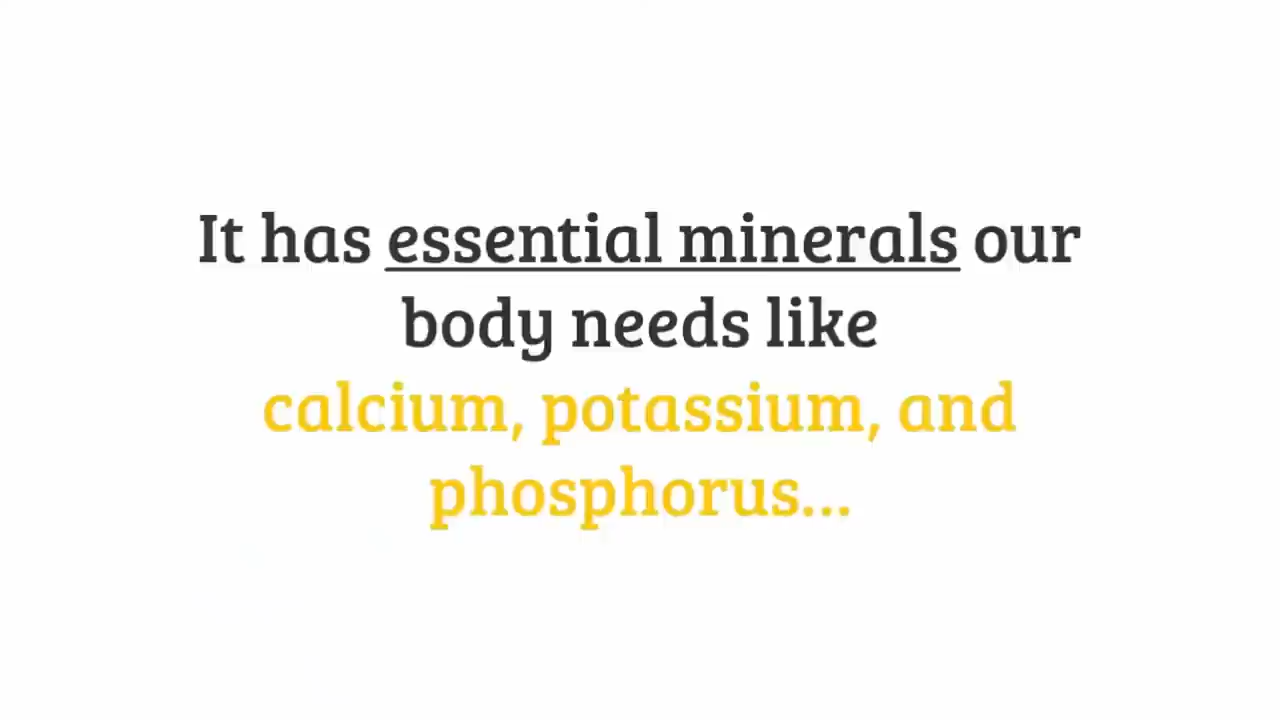 It has essential minerals our
body needs like
calcium, potassium, and
phosphorus...